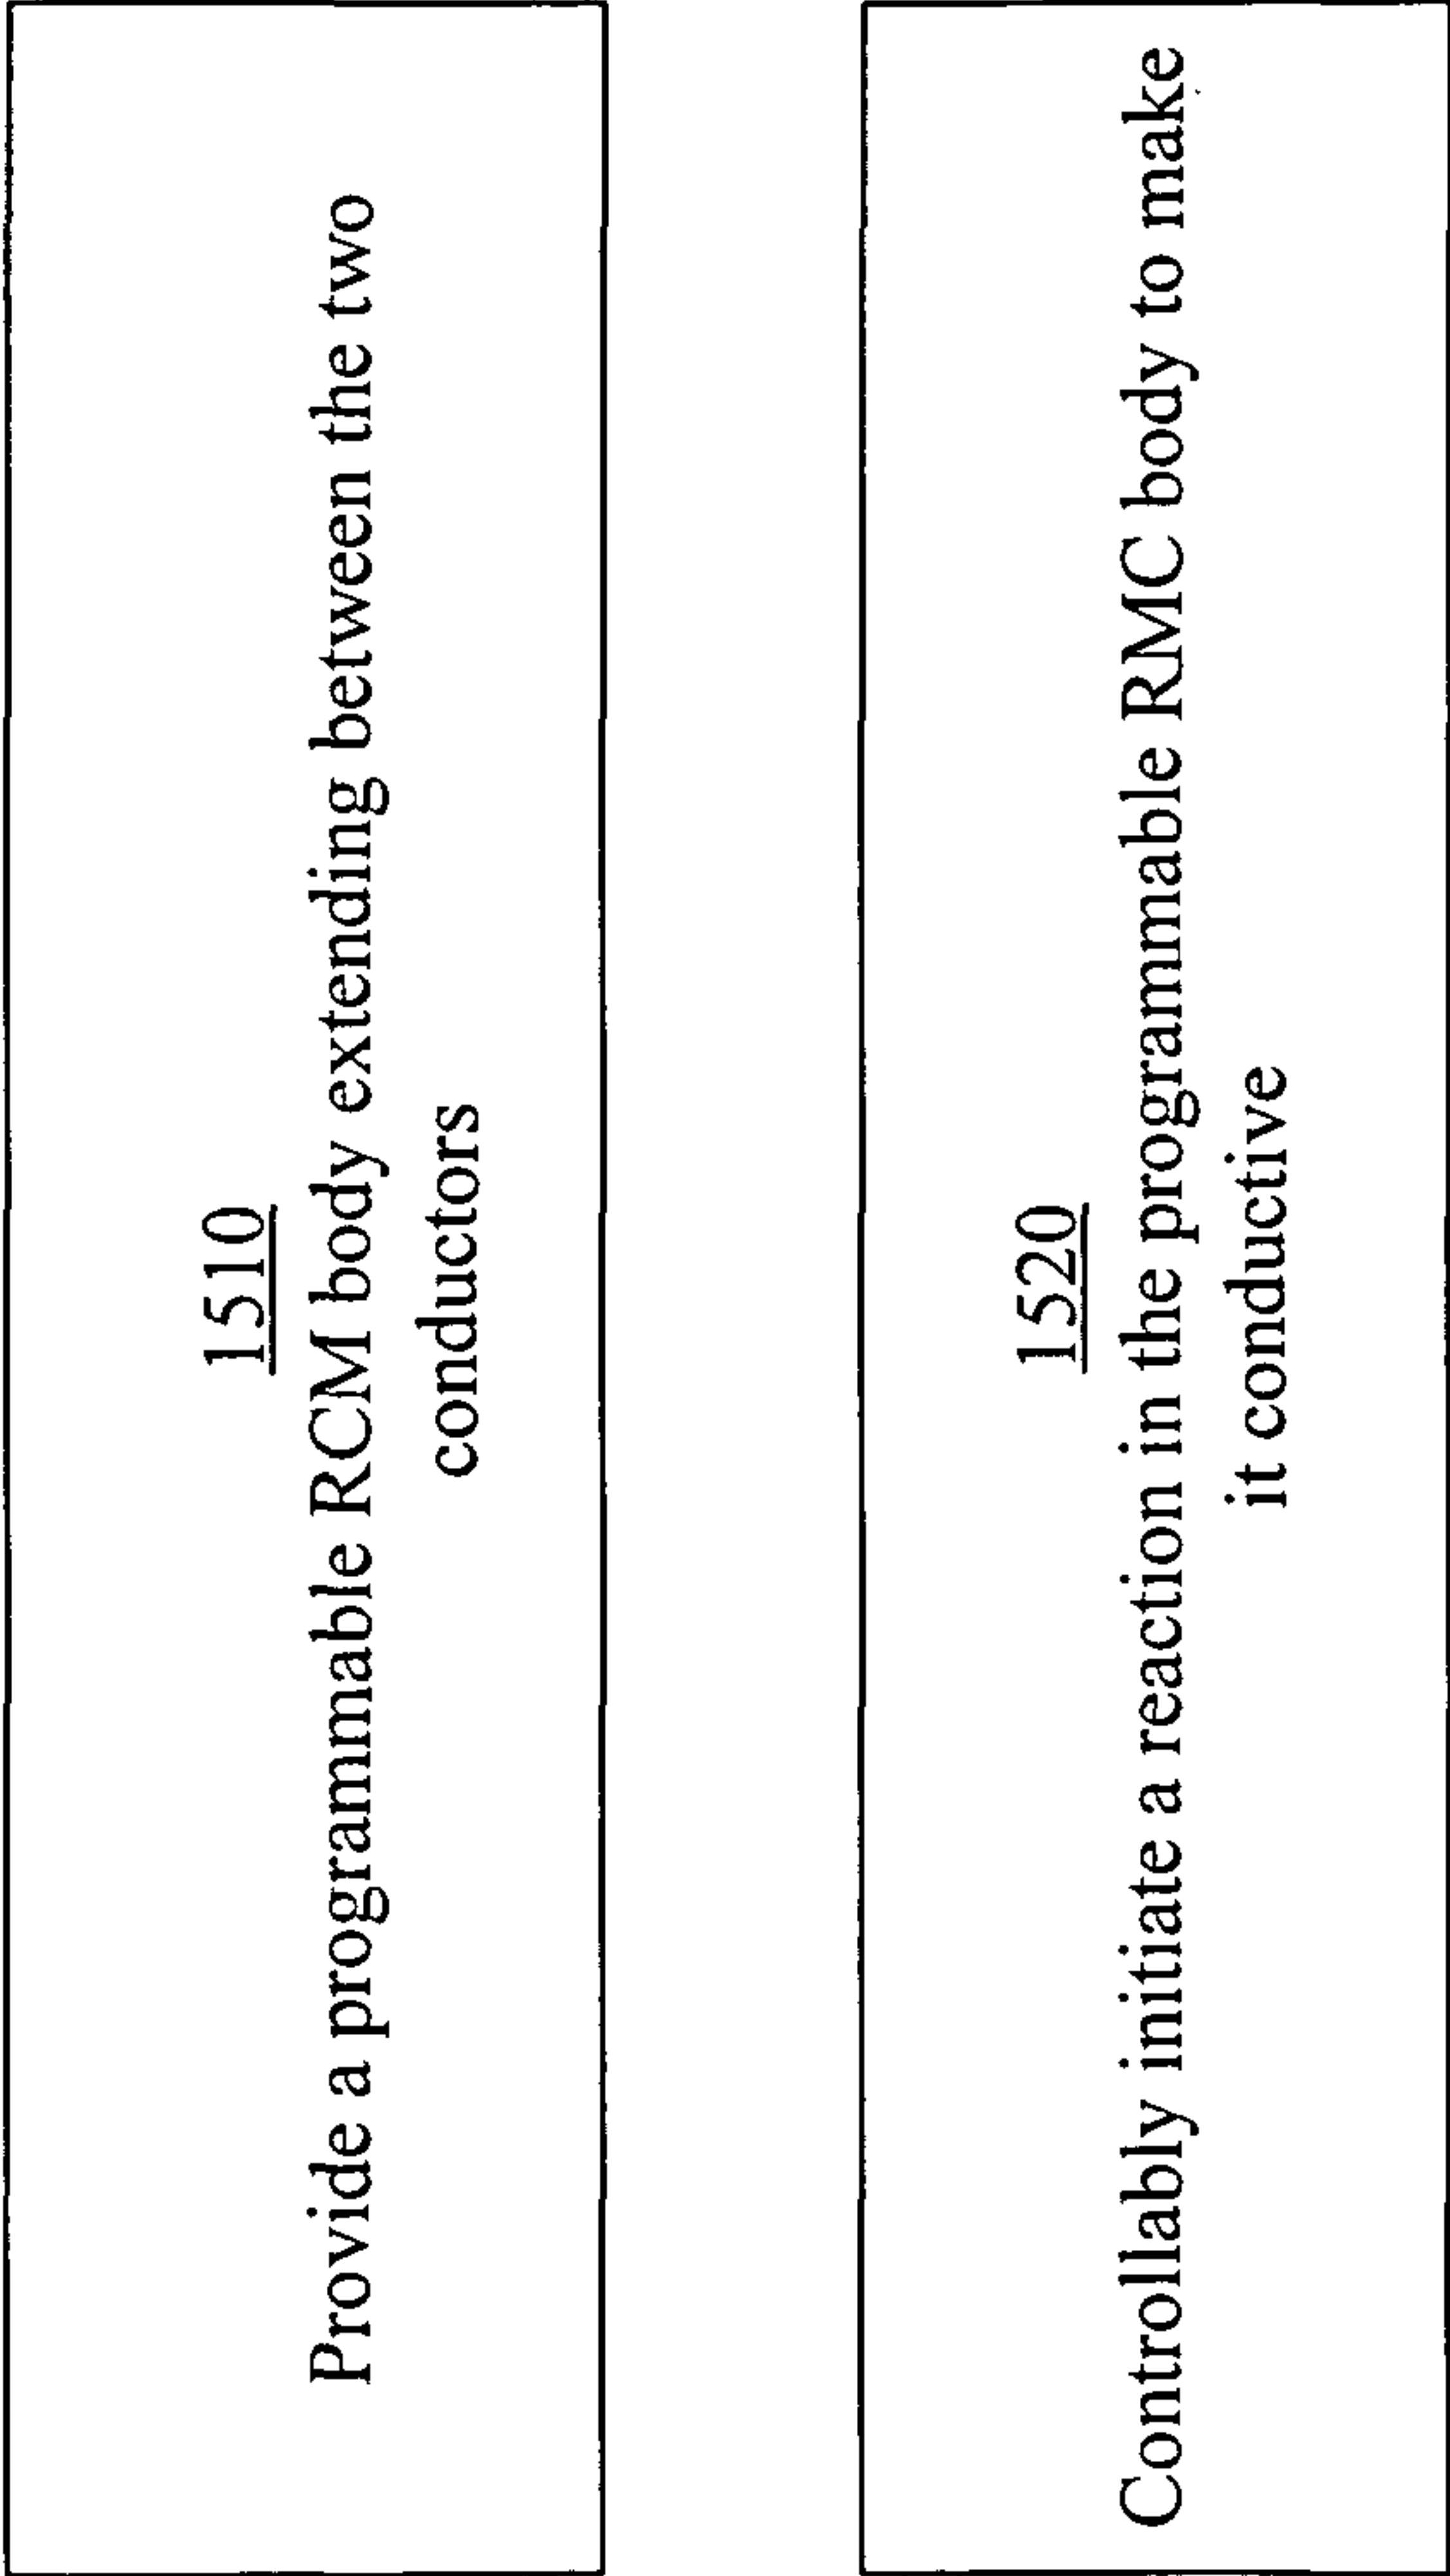 1510
Provide a programmable RCM body extending between the two
conductors
1520
Controllably initiate a reaction in the programmable RMC body to make
it conductive